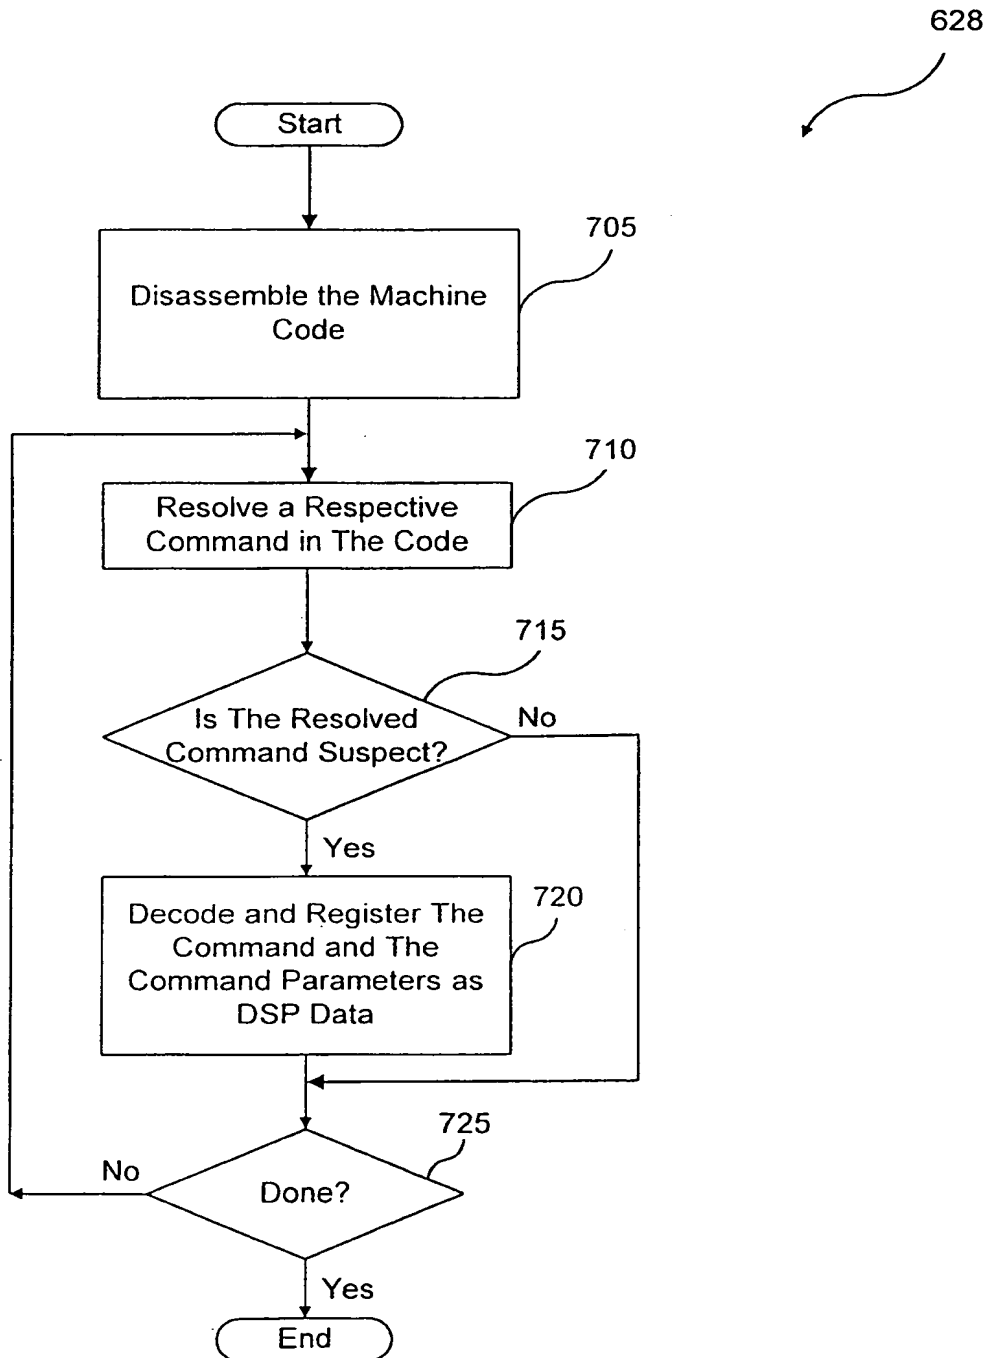 628
Start
705
Disassemble the Machine
Code
710
Resolve a Respective
Command in The Code
715
Is The Resolved
Command Suspect?
No
Yes
720
Decode and Register The
Command and The
Command Parameters as
DSP Data
725
No
Done?
Yes
End